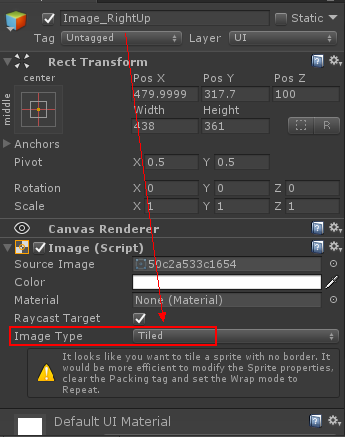 Image_RightUp Static
Tag Untagged Layer UI
Rect Transform
center Pos X Pos Y Pos Z
middle 479.9999 317.7 100
Width Height
438 361 R
Anchors
Pivot X 0.5 Y 0.5
Rotation X 0 Y 0 Z 0
Scale X 1 Y 1 Z 1
Canvas Renderer
Image (Script)
Source Image 50c2a533c1654
Color
Material None (Material)
Raycast Target
Image Type Tiled
It looks like you want to tile a sprite with no border. It
would be more efficient to modify the Sprite properties,
clear the Packing tag and set the Wrap mode to
Repeat.
Default UI Material